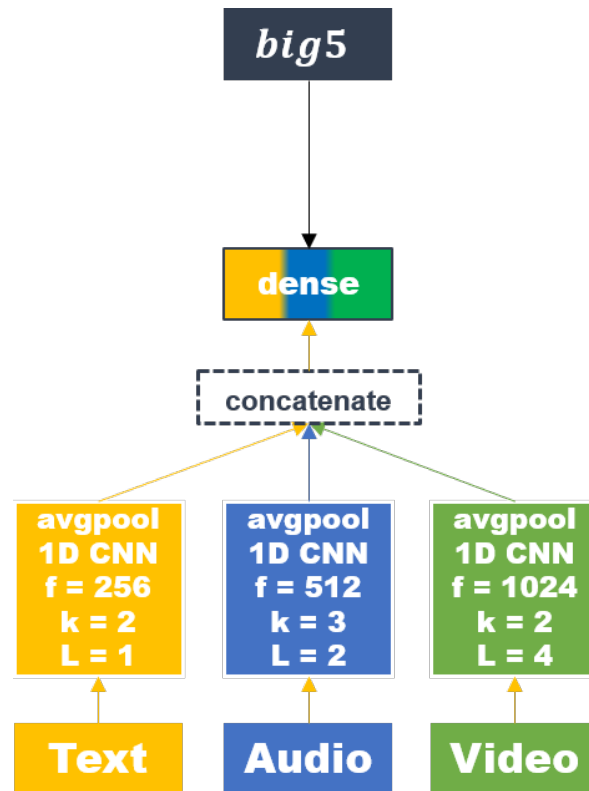 big5
dense
concatenate
avgpool
1D CNN
f = 256
k = 2
L = 1
avgpool
1D CNN
f = 512
k = 3
L = 2
avgpool
1D CNN
f = 1024
k = 2
L = 4
Text
Audio
Video